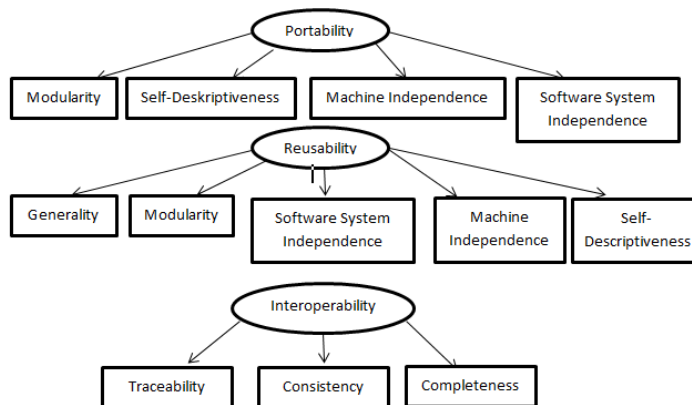 Portability
Modularity
Self-Deskriptiveness
Machine Independence
Software System
Independence
Reusability
Generality
Modularity
Software System
Independence
Machine
Independence
Self-
Descriptiveness
Interoperability
Traceability
Consistency
Completeness